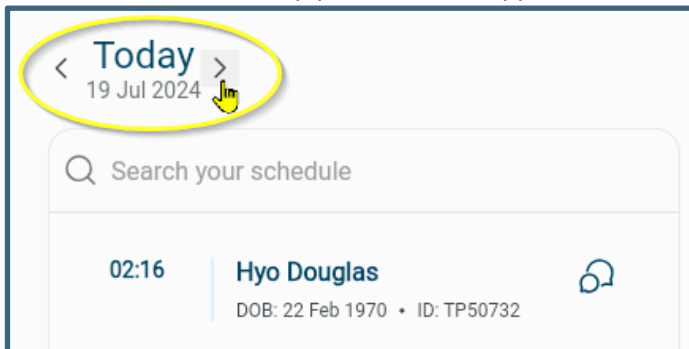 Today
19 Jul 2024
Search your schedule
02:16 Hyo Douglas
DOB: 22 Feb 1970 • ID: TP50732